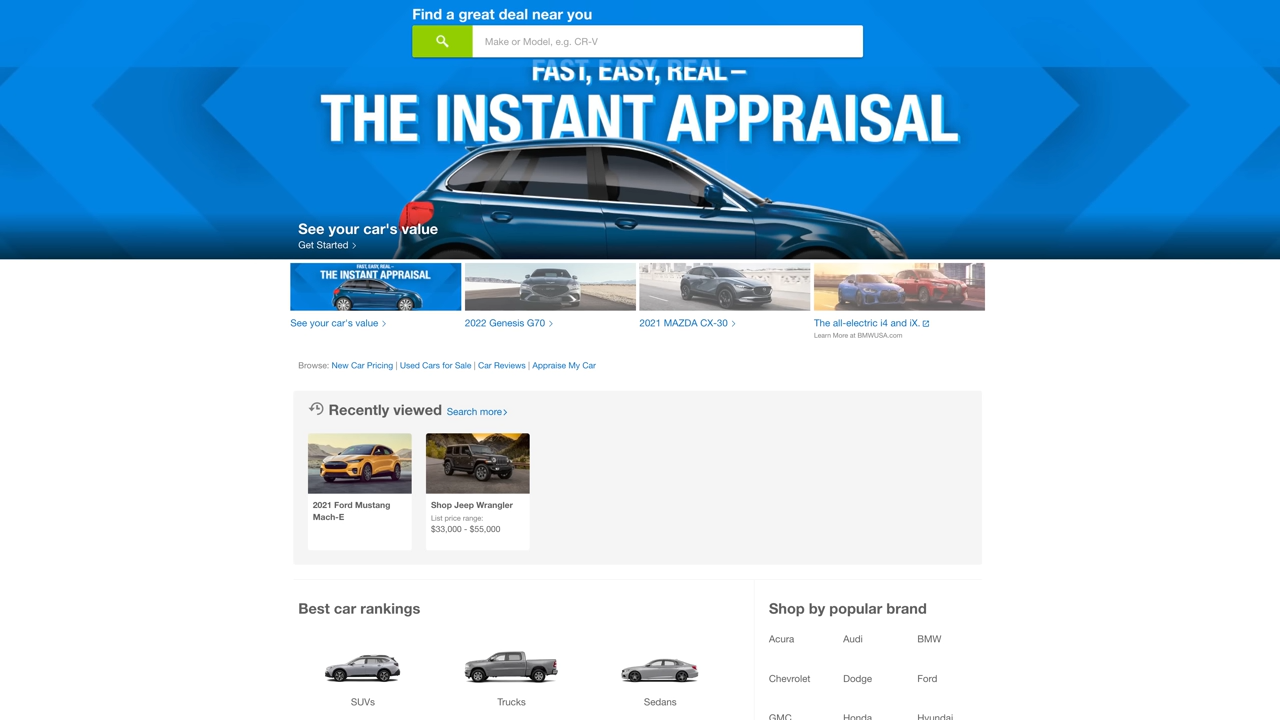 Find a great deal near you
Make or Model, e.g. CR-V
FAST, EASY, REAL –
THE INSTANT APPRAISAL
See your car's value
Get Started
FAST, EASY, REAL–
THE INSTANT APPRAISAL
See your car's value
2022 Genesis G70
2021 MAZDA CX-30
The all-electric i4 and iX.
Learn More at BMWUSA.com
Browse: New Car Pricing | Used Cars for Sale | Car Reviews | Appraise My Car
Recently viewed Search more
2021 Ford Mustang
Mach-E
Shop Jeep Wrangler
List price range:
$33,000 - $55,000
Best car rankings
SUVs
Trucks
Sedans
Shop by popular brand
Acura Audi BMW
Chevrolet Dodge Ford
GMC Honda Hyundai